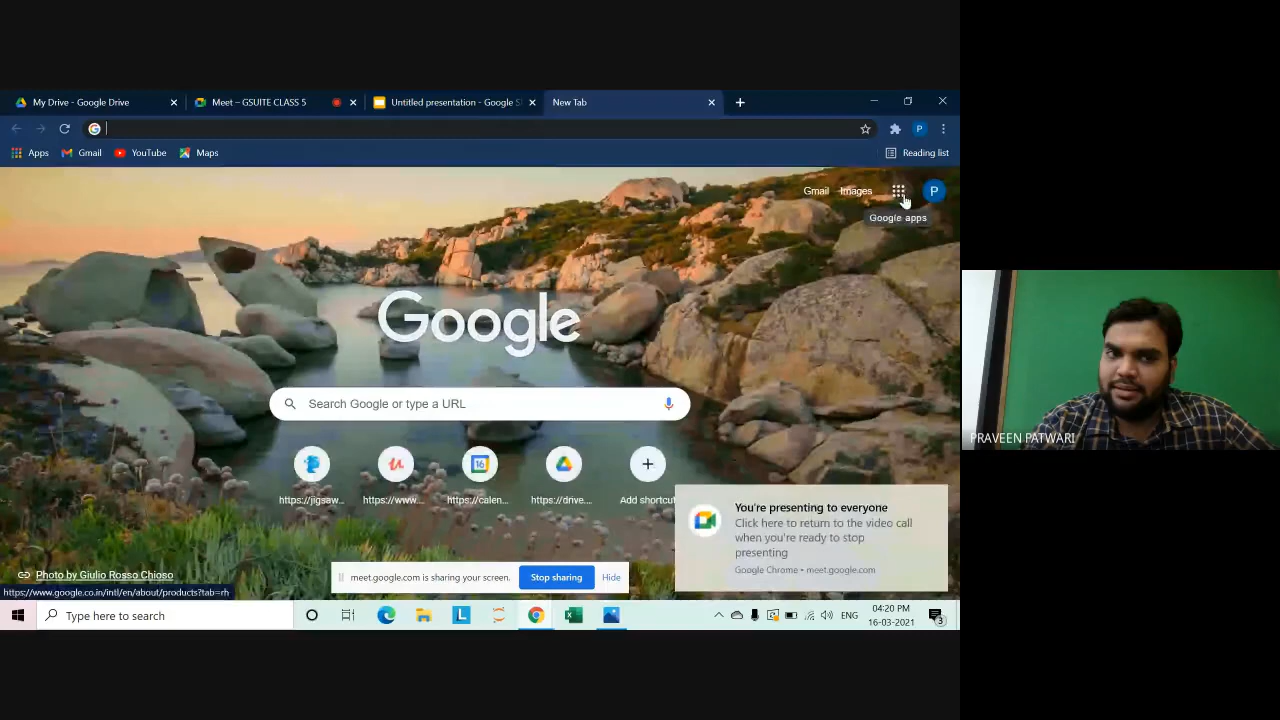 My Drive - Google Drive
Meet – GSUITE CLASS 5
Untitled presentation - Google S
New Tab
Apps
Gmail
YouTube
Maps
Reading list
Gmail
Images
P
P
Google apps
Google
Search Google or type a URL
16
https://jigsaw...
https://www....
https://calen...
https://drive....
Add shortcut
You're presenting to everyone
Click here to return to the video call
when you're ready to stop
presenting
Google Chrome • meet.google.com
Photo by Giulio Rosso Chioso
meet.google.com is sharing your screen.
Stop sharing
Hide
https://www.google.co.in/intl/en/about/products?tab=rh
Type here to search
L
ENG
04:20 PM
16-03-2021
3
PRAVEEN PATWARI